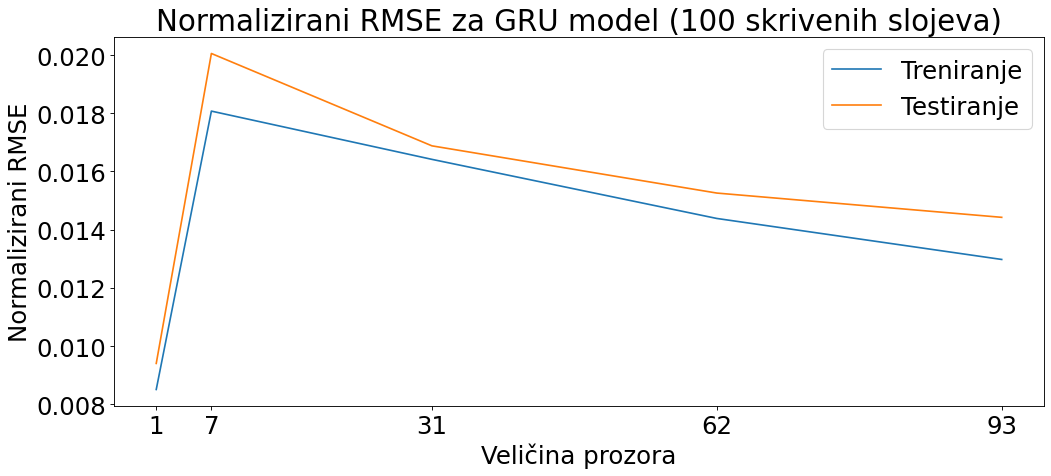 Normalizirani RMSE za GRU model (100 skrivenih slojeva)
Treniranje
Testiranje
Normalizirani RMSE
0.020
0.018
0.016
0.014
0.012
0.010
0.008
1 7 31 62 93
Veličina prozora